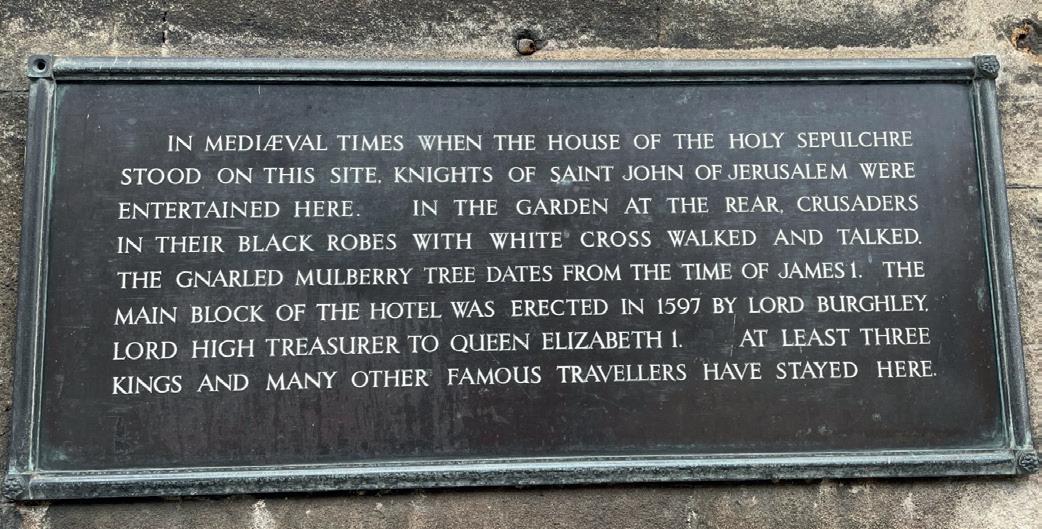 IN MEDIÆVAL TIMES WHEN THE HOUSE OF THE HOLY SEPULCHRE
STOOD ON THIS SITE, KNIGHTS OF SAINT JOHN OF JERUSALEM WERE
ENTERTAINED HERE. IN THE GARDEN AT THE REAR, CRUSADERS
IN THEIR BLACK ROBES WITH WHITE CROSS WALKED AND TALKED.
THE GNARLED MULBERRY TREE DATES FROM THE TIME OF JAMES 1. THE
MAIN BLOCK OF THE HOTEL WAS ERECTED IN 1597 BY LORD BURGHLEY,
LORD HIGH TREASURER TO QUEEN ELIZABETH 1. AT LEAST THREE
KINGS AND MANY OTHER FAMOUS TRAVELLERS HAVE STAYED HERE.